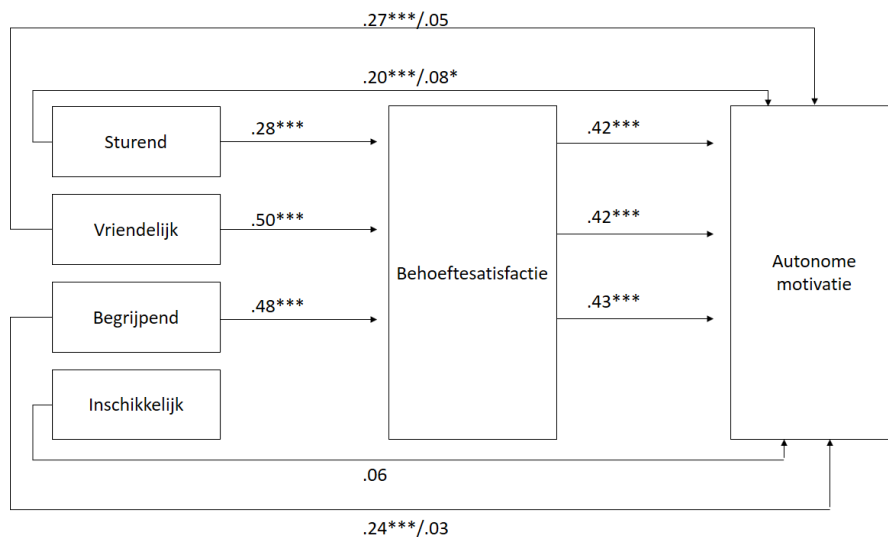 .27***/.05
.20***/.08*
Sturend
.28***
.42***
Vriendelijk
.50***
.42***
Behoeftesatisfactie
Autonome
motivatie
Begrijpend
.48***
.43***
Inschikkelijk
.06
.24***/.03